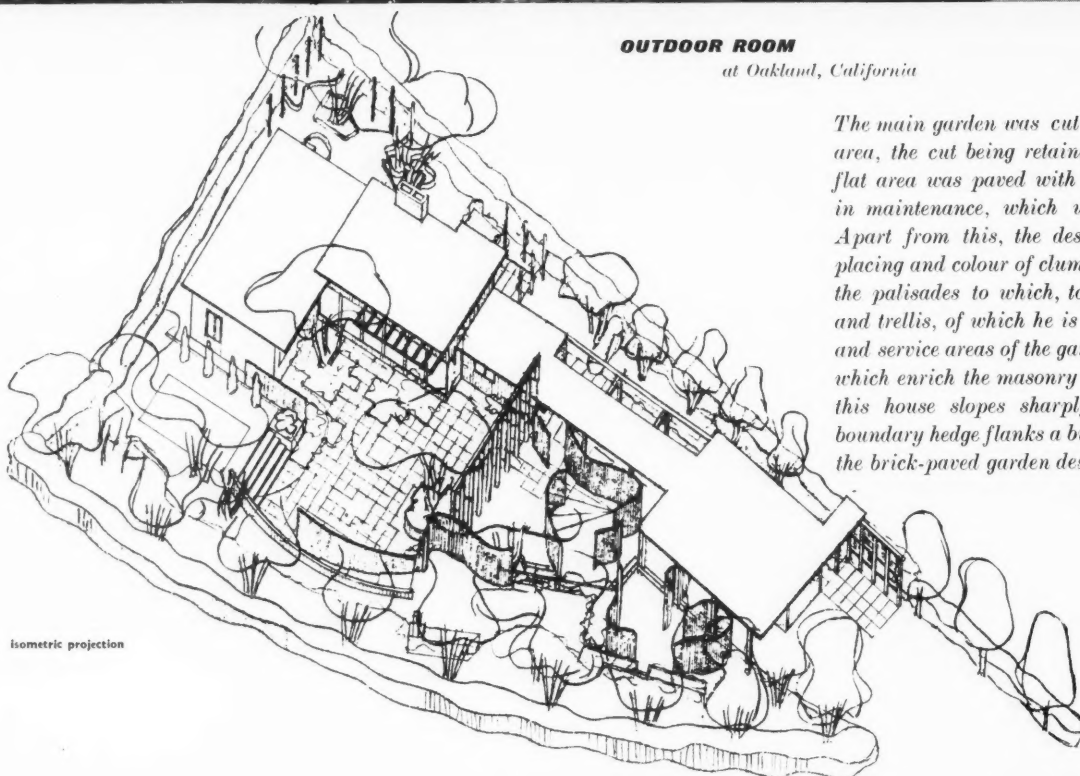 OUTDOOR ROOM
at Oakland, California
The main garden was cut
area, the cut being retain
flat area was paved with
in maintenance, which
Apart from this, the des
placing and colour of clum
the palisades to which, to
and trellis, of which he is
and service areas of the gar
which enrich the masonry
this house slopes sharpl
boundary hedge flanks a b
the brick-paved garden des
isometric projection